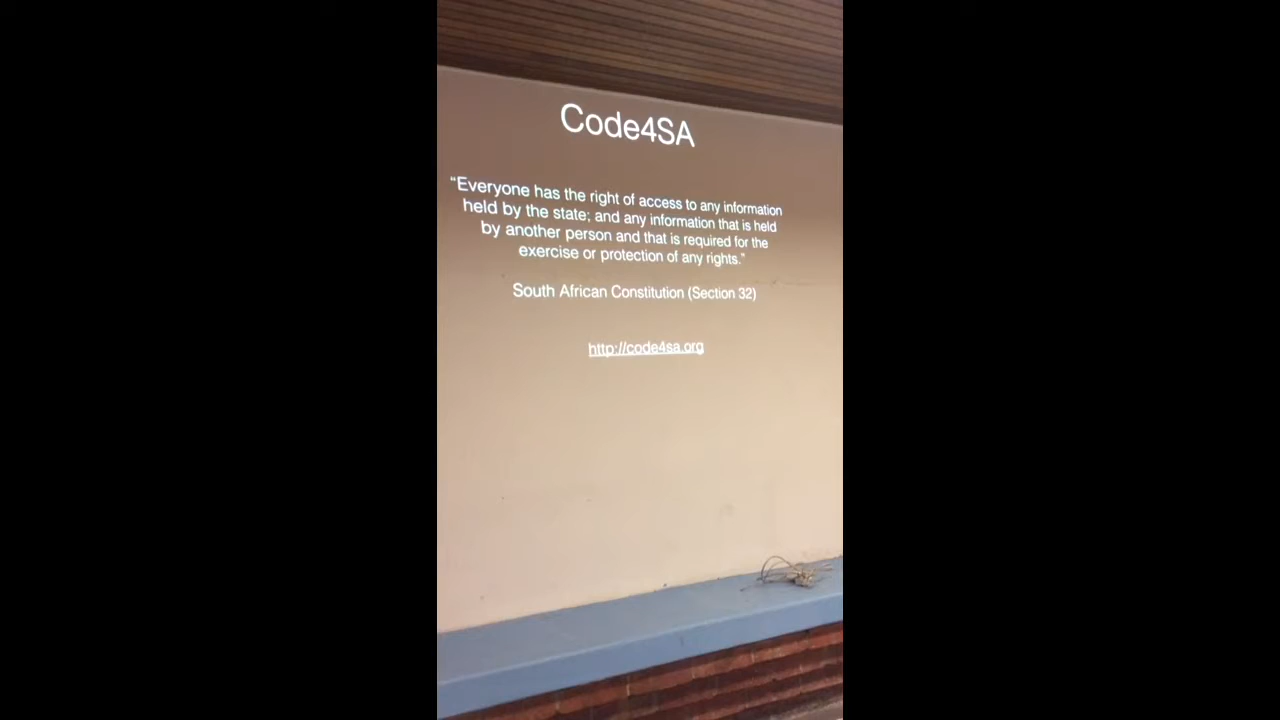 Code4SA
“Everyone has the right of access to any information
held by the state; and any information that is held
by another person and that is required for the
exercise or protection of any rights.”
South African Constitution (Section 32)
http://code4sa.org